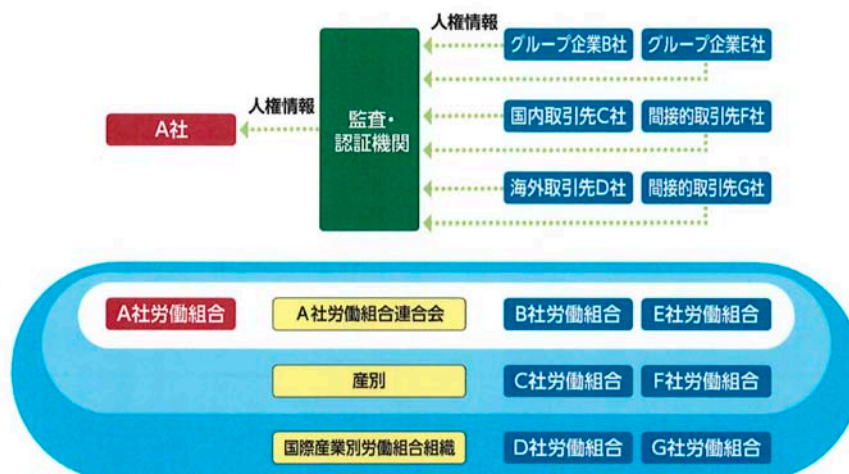 人権情報
グループ企業B社 グループ企業E社
人権情報
A社
監査・
認証機関
国内取引先C社 間接的取引先F社
海外取引先D社 間接的取引先G社
A社労働組合 A社労働組合連合会 B社労働組合 E社労働組合
産別 C社労働組合 F社労働組合
国際産業別労働組合組織 D社労働組合 G社労働組合